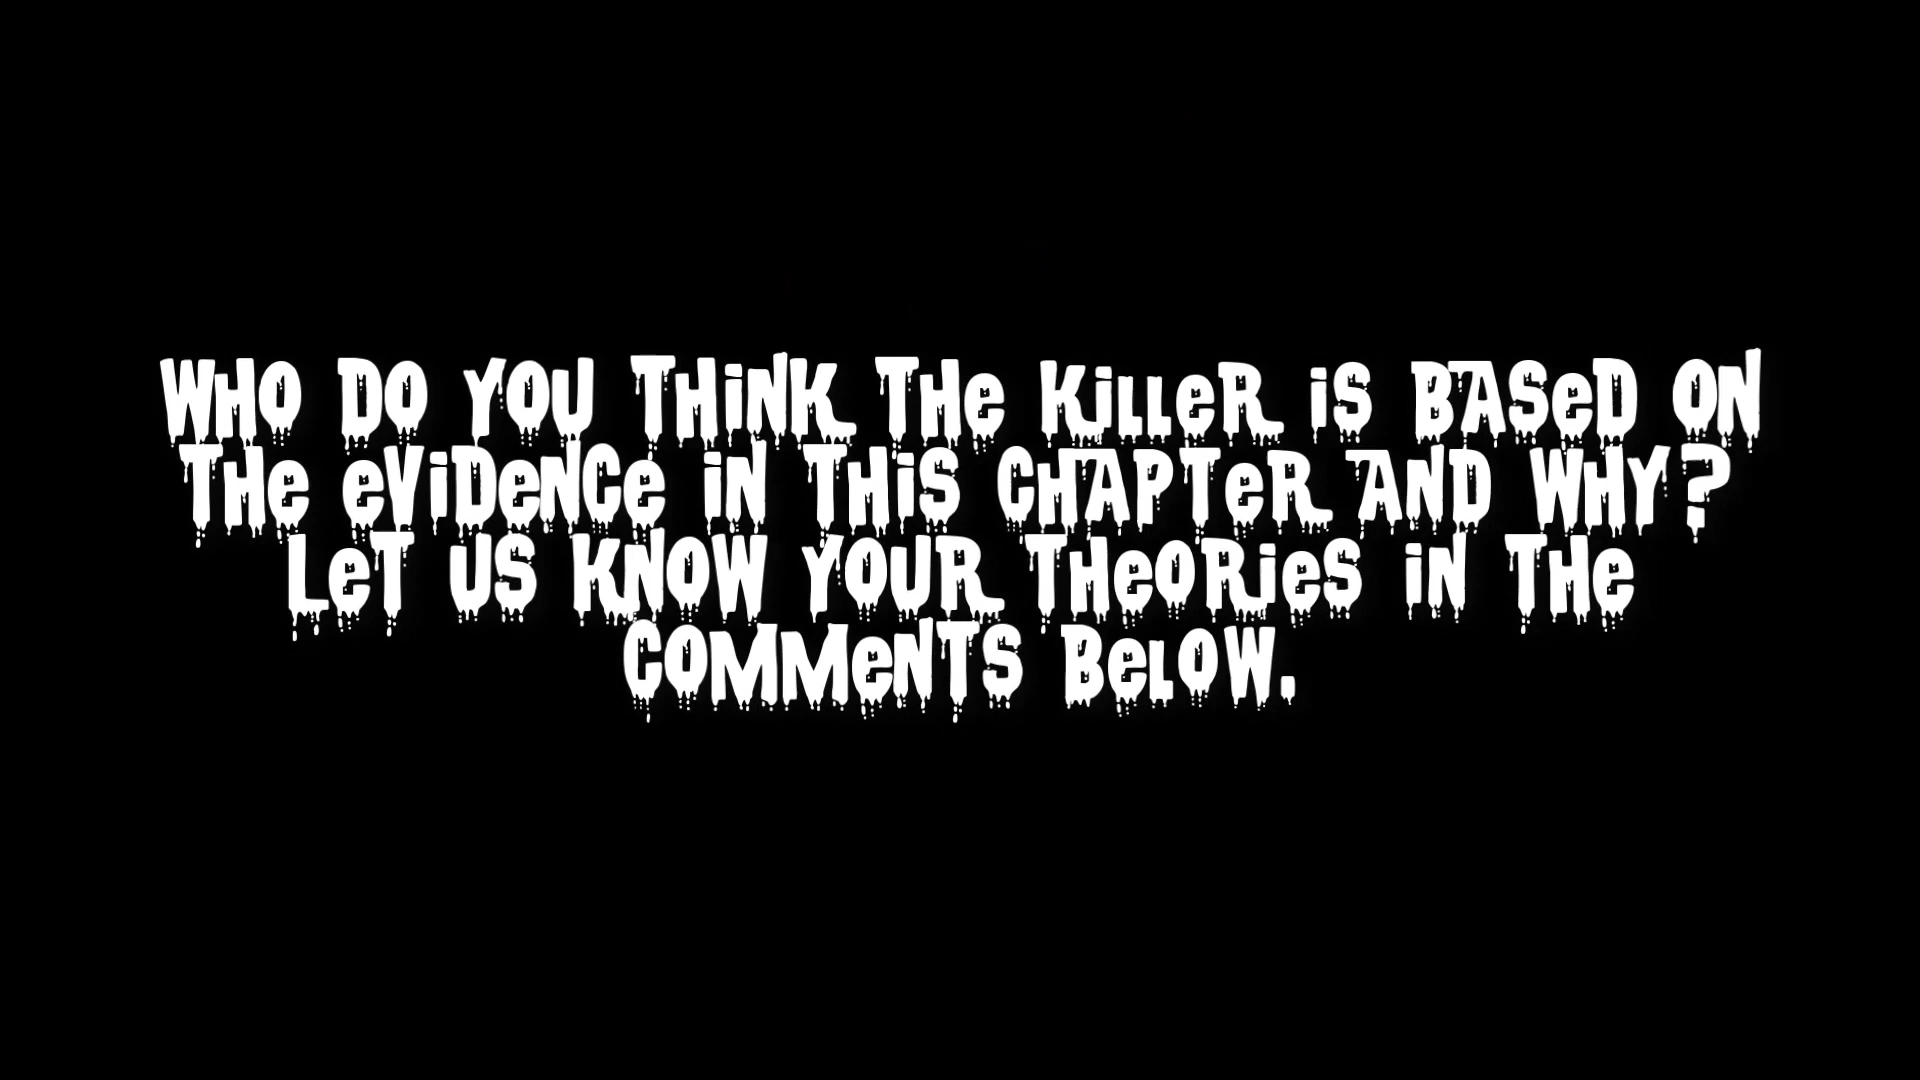 WHO DO YOU THiNK THe KiLLeR iS BASeD ON
THe eViDeNCe iN THiS CHAPTeR AND WHY?
LeT US KNOW YOUR THeORieS iN THe
COMMeNTS BeLOW.